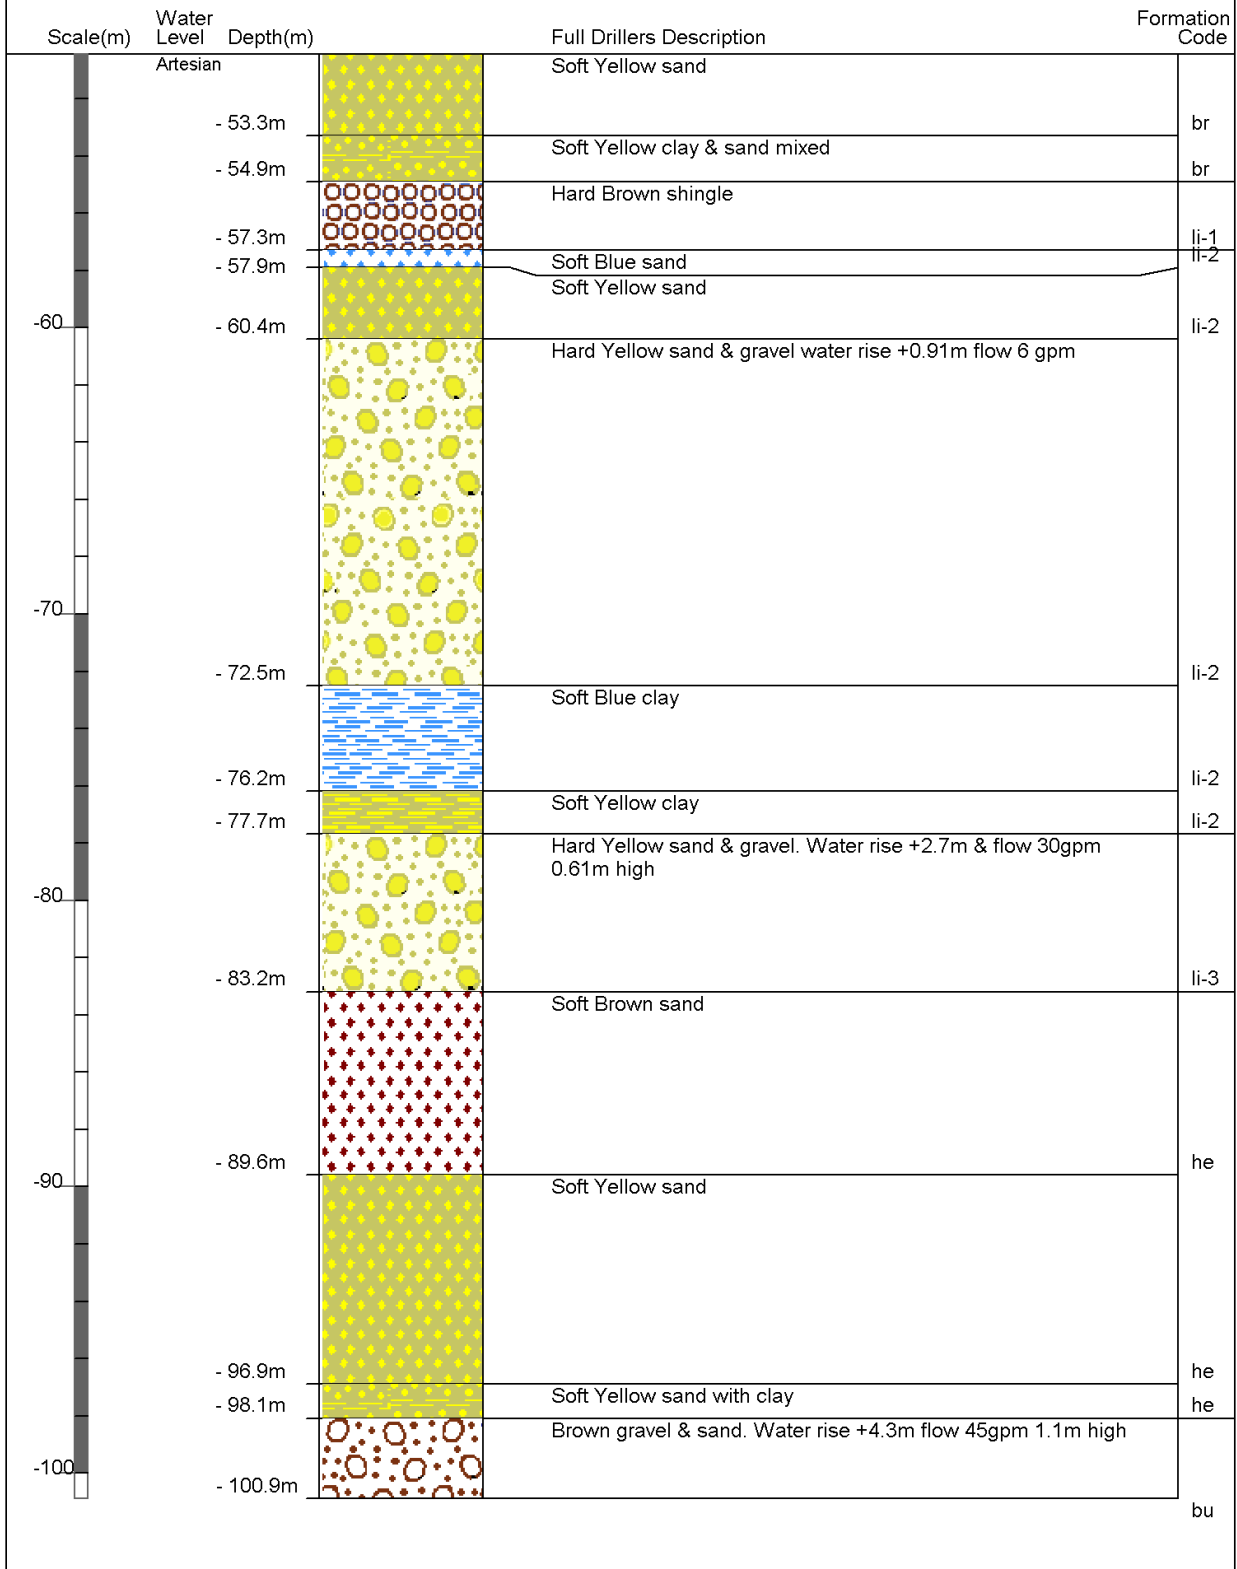 Scale(m) Water Level Depth(m) Full Drillers Description Formation Code
Artesian
Soft Yellow sand
- 53.3m br
Soft Yellow clay & sand mixed
- 54.9m br
Hard Brown shingle
- 57.3m li-1
Soft Blue sand li-2
- 57.9m
Soft Yellow sand
-60 - 60.4m li-2
Hard Yellow sand & gravel water rise +0.91m flow 6 gpm
-70
- 72.5m li-2
Soft Blue clay
- 76.2m li-2
Soft Yellow clay
- 77.7m li-2
Hard Yellow sand & gravel. Water rise +2.7m & flow 30gpm
0.61m high
-80
- 83.2m li-3
Soft Brown sand
- 89.6m he
-90
Soft Yellow sand
- 96.9m he
Soft Yellow sand with clay
- 98.1m he
Brown gravel & sand. Water rise +4.3m flow 45gpm 1.1m high
-100
- 100.9m
bu